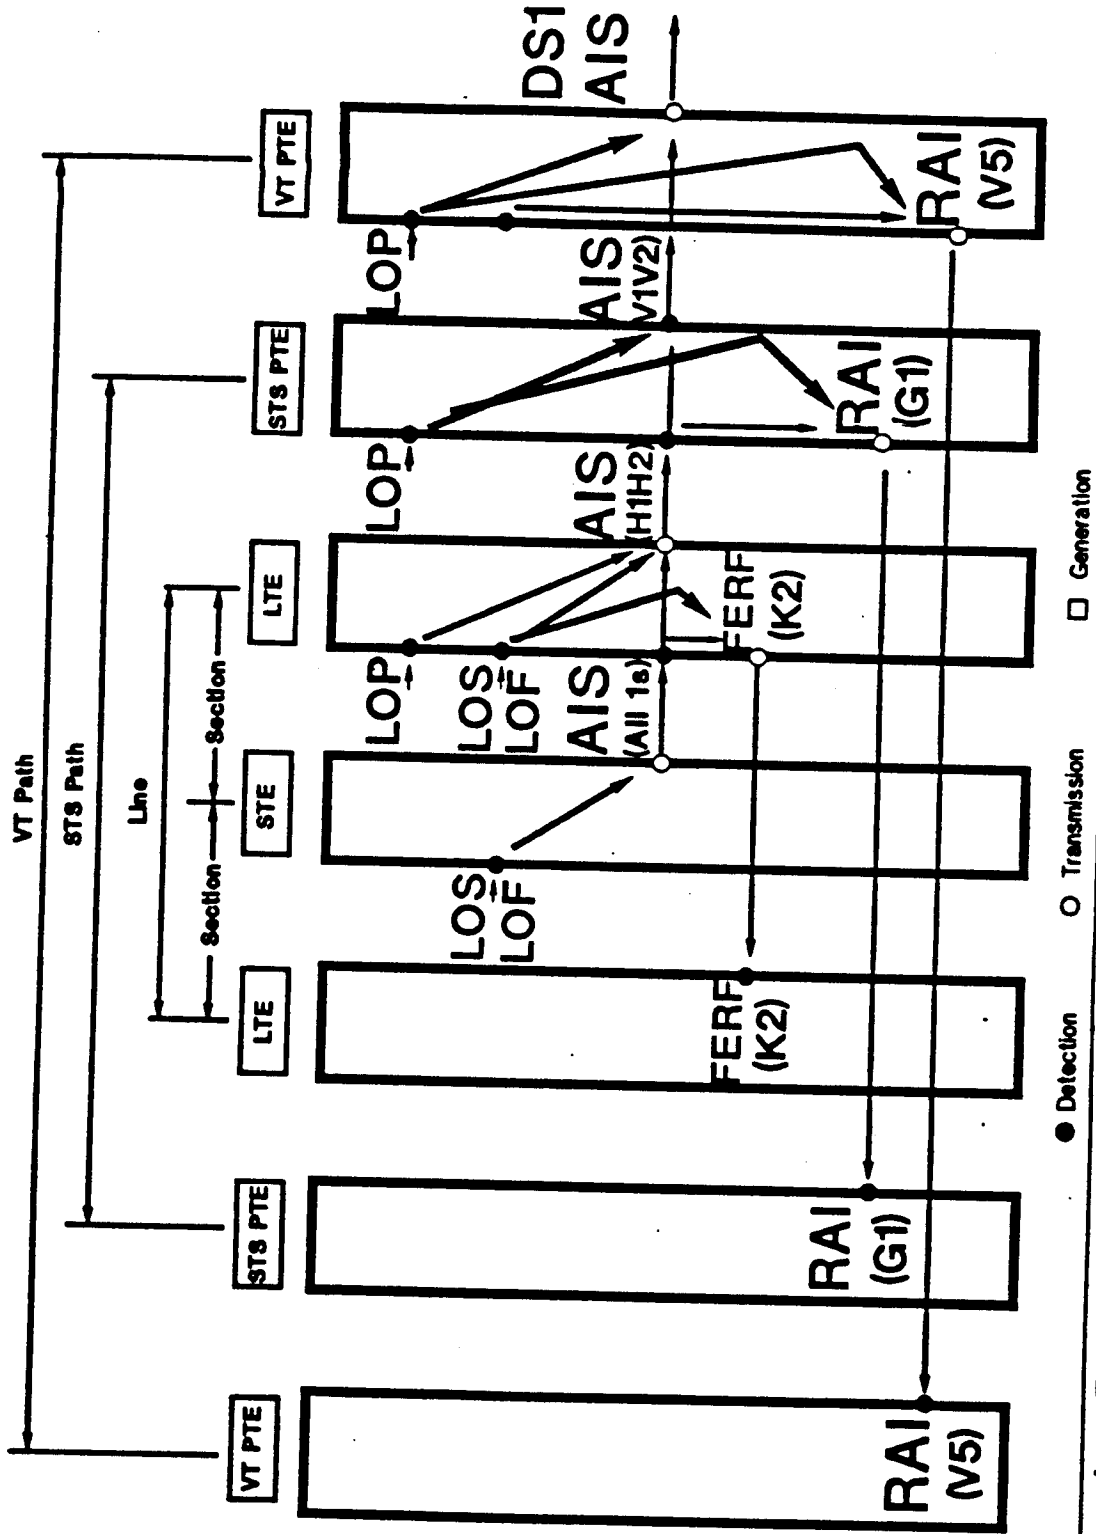 VT Path
STS Path
Line
Section
Section
VT PTE
STS PTE
LTE
STE
LTE
STS PTE
VT PTE
LOS
LOF
LOP
LOS
LOF
AIS
(All 1s)
LOP
AIS
(H1H2)
LOP
AIS
V1V2)
DS1
AIS
FERF
(K2)
FERF
(K2)
RAI
(G1)
RAI
(G1)
RAI
(V5)
RAI
(V5)
Detection
Transmission
Generation